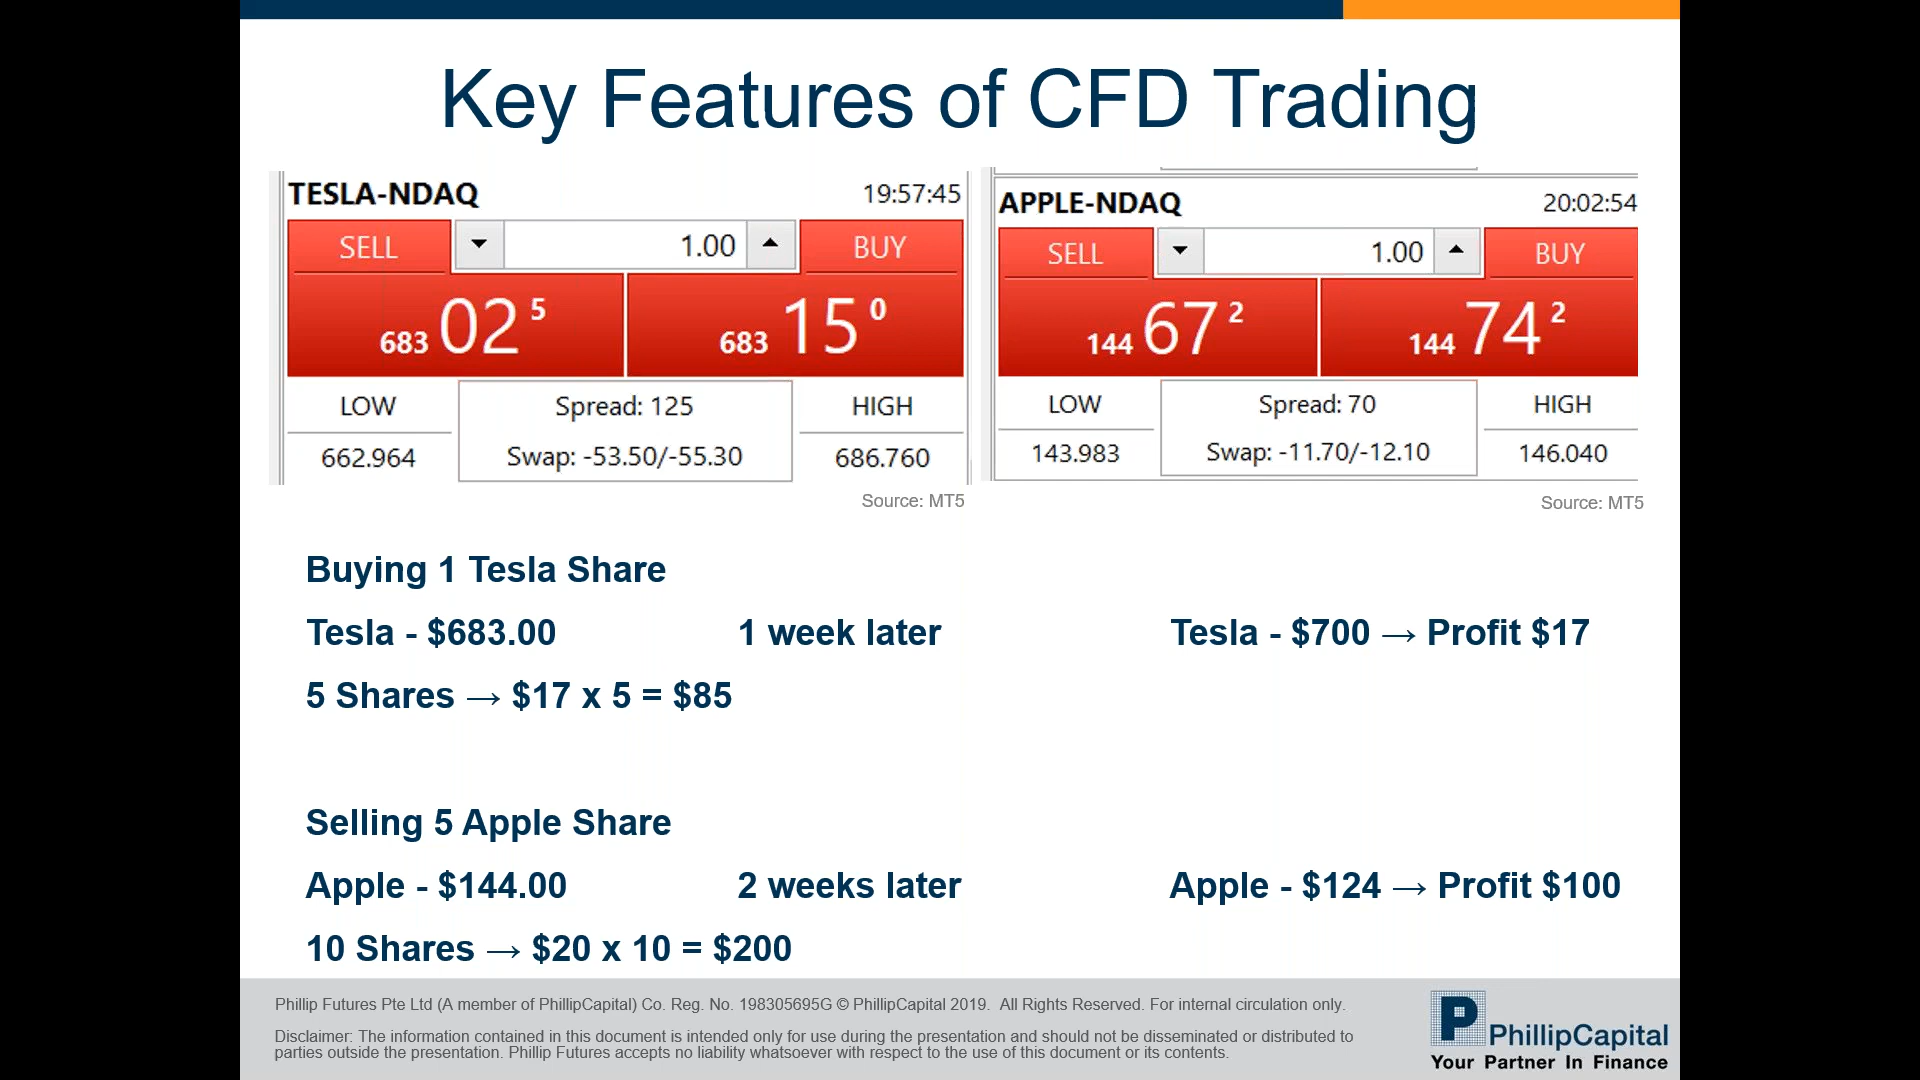 Key Features of CFD Trading
TESLA-NDAQ 19:57:45
SELL 1.00 BUY
683 02 5 683 15 0
LOW Spread: 125 HIGH
662.964 Swap: -53.50/-55.30 686.760
Source: MT5
APPLE-NDAQ 20:02:54
SELL 1.00 BUY
144 67 2 144 74 2
LOW Spread: 70 HIGH
143.983 Swap: -11.70/-12.10 146.040
Source: MT5
Buying 1 Tesla Share
Tesla - $683.00 1 week later Tesla - $700 → Profit $17
5 Shares → $17 x 5 = $85
Selling 5 Apple Share
Apple - $144.00 2 weeks later Apple - $124 → Profit $100
10 Shares → $20 x 10 = $200
Phillip Futures Pte Ltd (A member of PhillipCapital) Co. Reg. No. 198305695G © PhillipCapital 2019. All Rights Reserved. For internal circulation only.
Disclaimer: The information contained in this document is intended only for use during the presentation and should not be disseminated or distributed to
parties outside the presentation. Phillip Futures accepts no liability whatsoever with respect to the use of this document or its contents.
P PhillipCapital
Your Partner In Finance